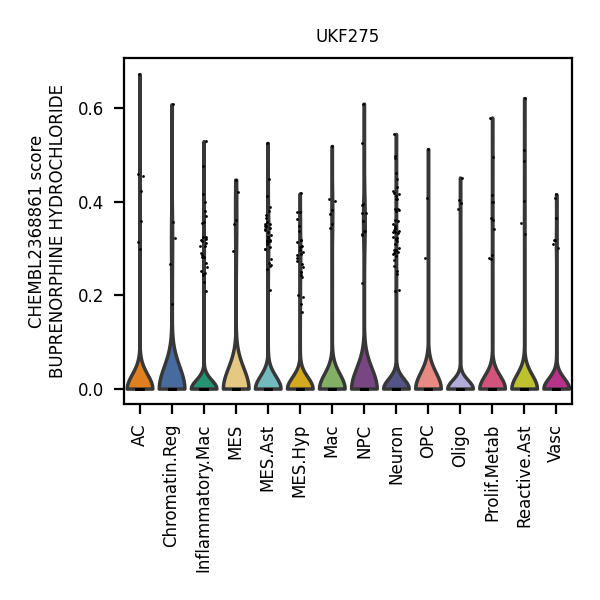 UKF275
CHEMBL2368861 score
BUPRENORPHINE HYDROCHLORIDE
0.6
0.4
0.2
0.0
AC
Chromatin.Reg
Inflammatory.Mac
MES
MES.Ast
MES.Hyp
Mac
NPC
Neuron
OPC
Oligo
Prolif.Metab
Reactive.Ast
Vasc